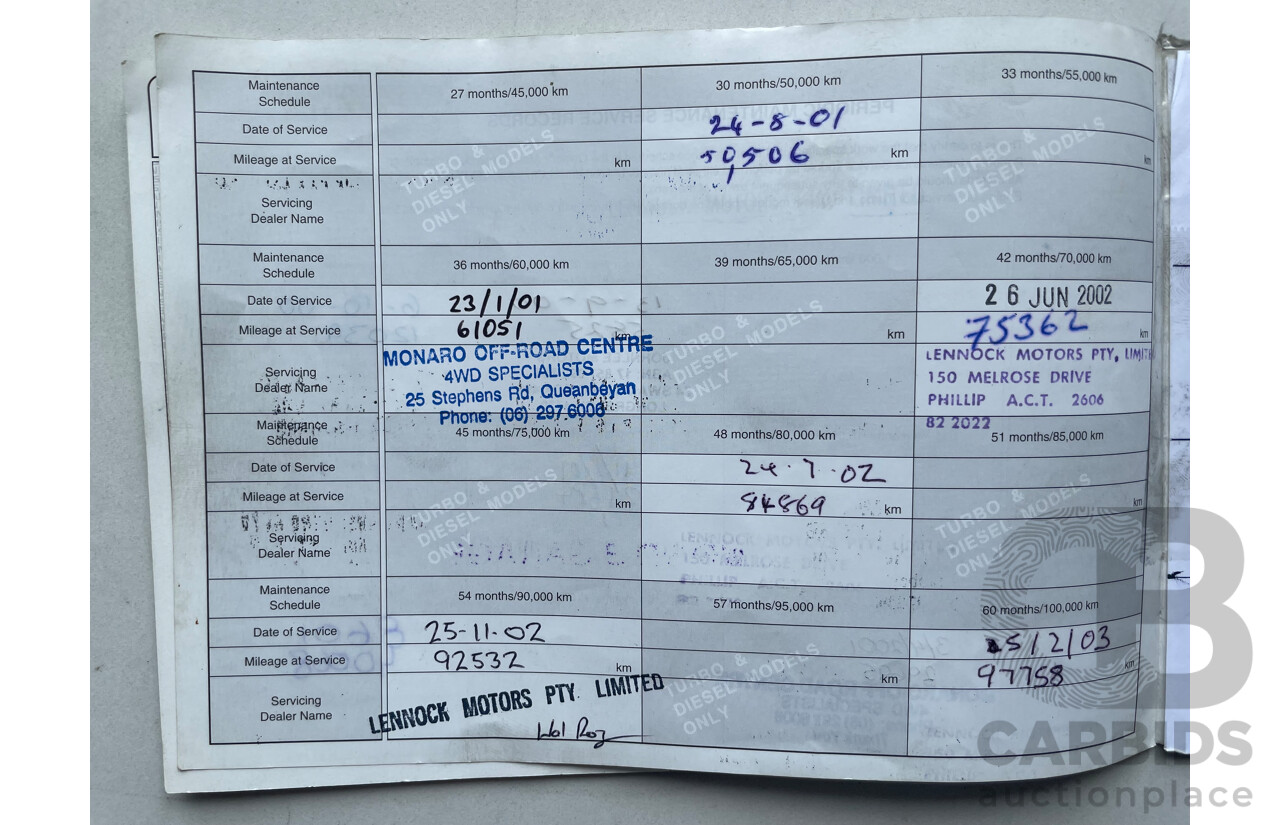 Maintenance Schedule 27 months/45,000 km 30 months/50,000 km 33 months/55,000 km
Date of Service 24-8-01
Mileage at Service km 50,506 km km
TURBO & DIESEL MODELS ONLY TURBO & DIESEL MODELS ONLY
Servicing Dealer Name
Maintenance Schedule 36 months/60,000 km 39 months/65,000 km 42 months/70,000 km
Date of Service 23/1/01 26 JUN 2002
Mileage at Service 61051 km km 75362 km
TURBO & DIESEL MODELS ONLY
Servicing Dealer Name
MONARO OFF-ROAD CENTRE
4WD SPECIALISTS
25 Stephens Rd, Queanbeyan
Phone: (06) 297 6006
LENNOCK MOTORS PTY, LIMIT
150 MELROSE DRIVE
PHILLIP A.C.T. 2606
82 2022
Maintenance Schedule 45 months/75,000 km 48 months/80,000 km 51 months/85,000 km
Date of Service 24.7.02
Mileage at Service km 84869 km km
TURBO & DIESEL MODELS ONLY TURBO & DIESEL MODELS ONLY
Servicing Dealer Name
Maintenance Schedule 54 months/90,000 km 57 months/95,000 km 60 months/100,000 km
Date of Service 25-11-02 25/2/03
Mileage at Service 92532 km km 97758 km
TURBO & DIESEL MODELS ONLY
Servicing Dealer Name
LENNOCK MOTORS PTY. LIMITED
CARBIDS
auctionplace